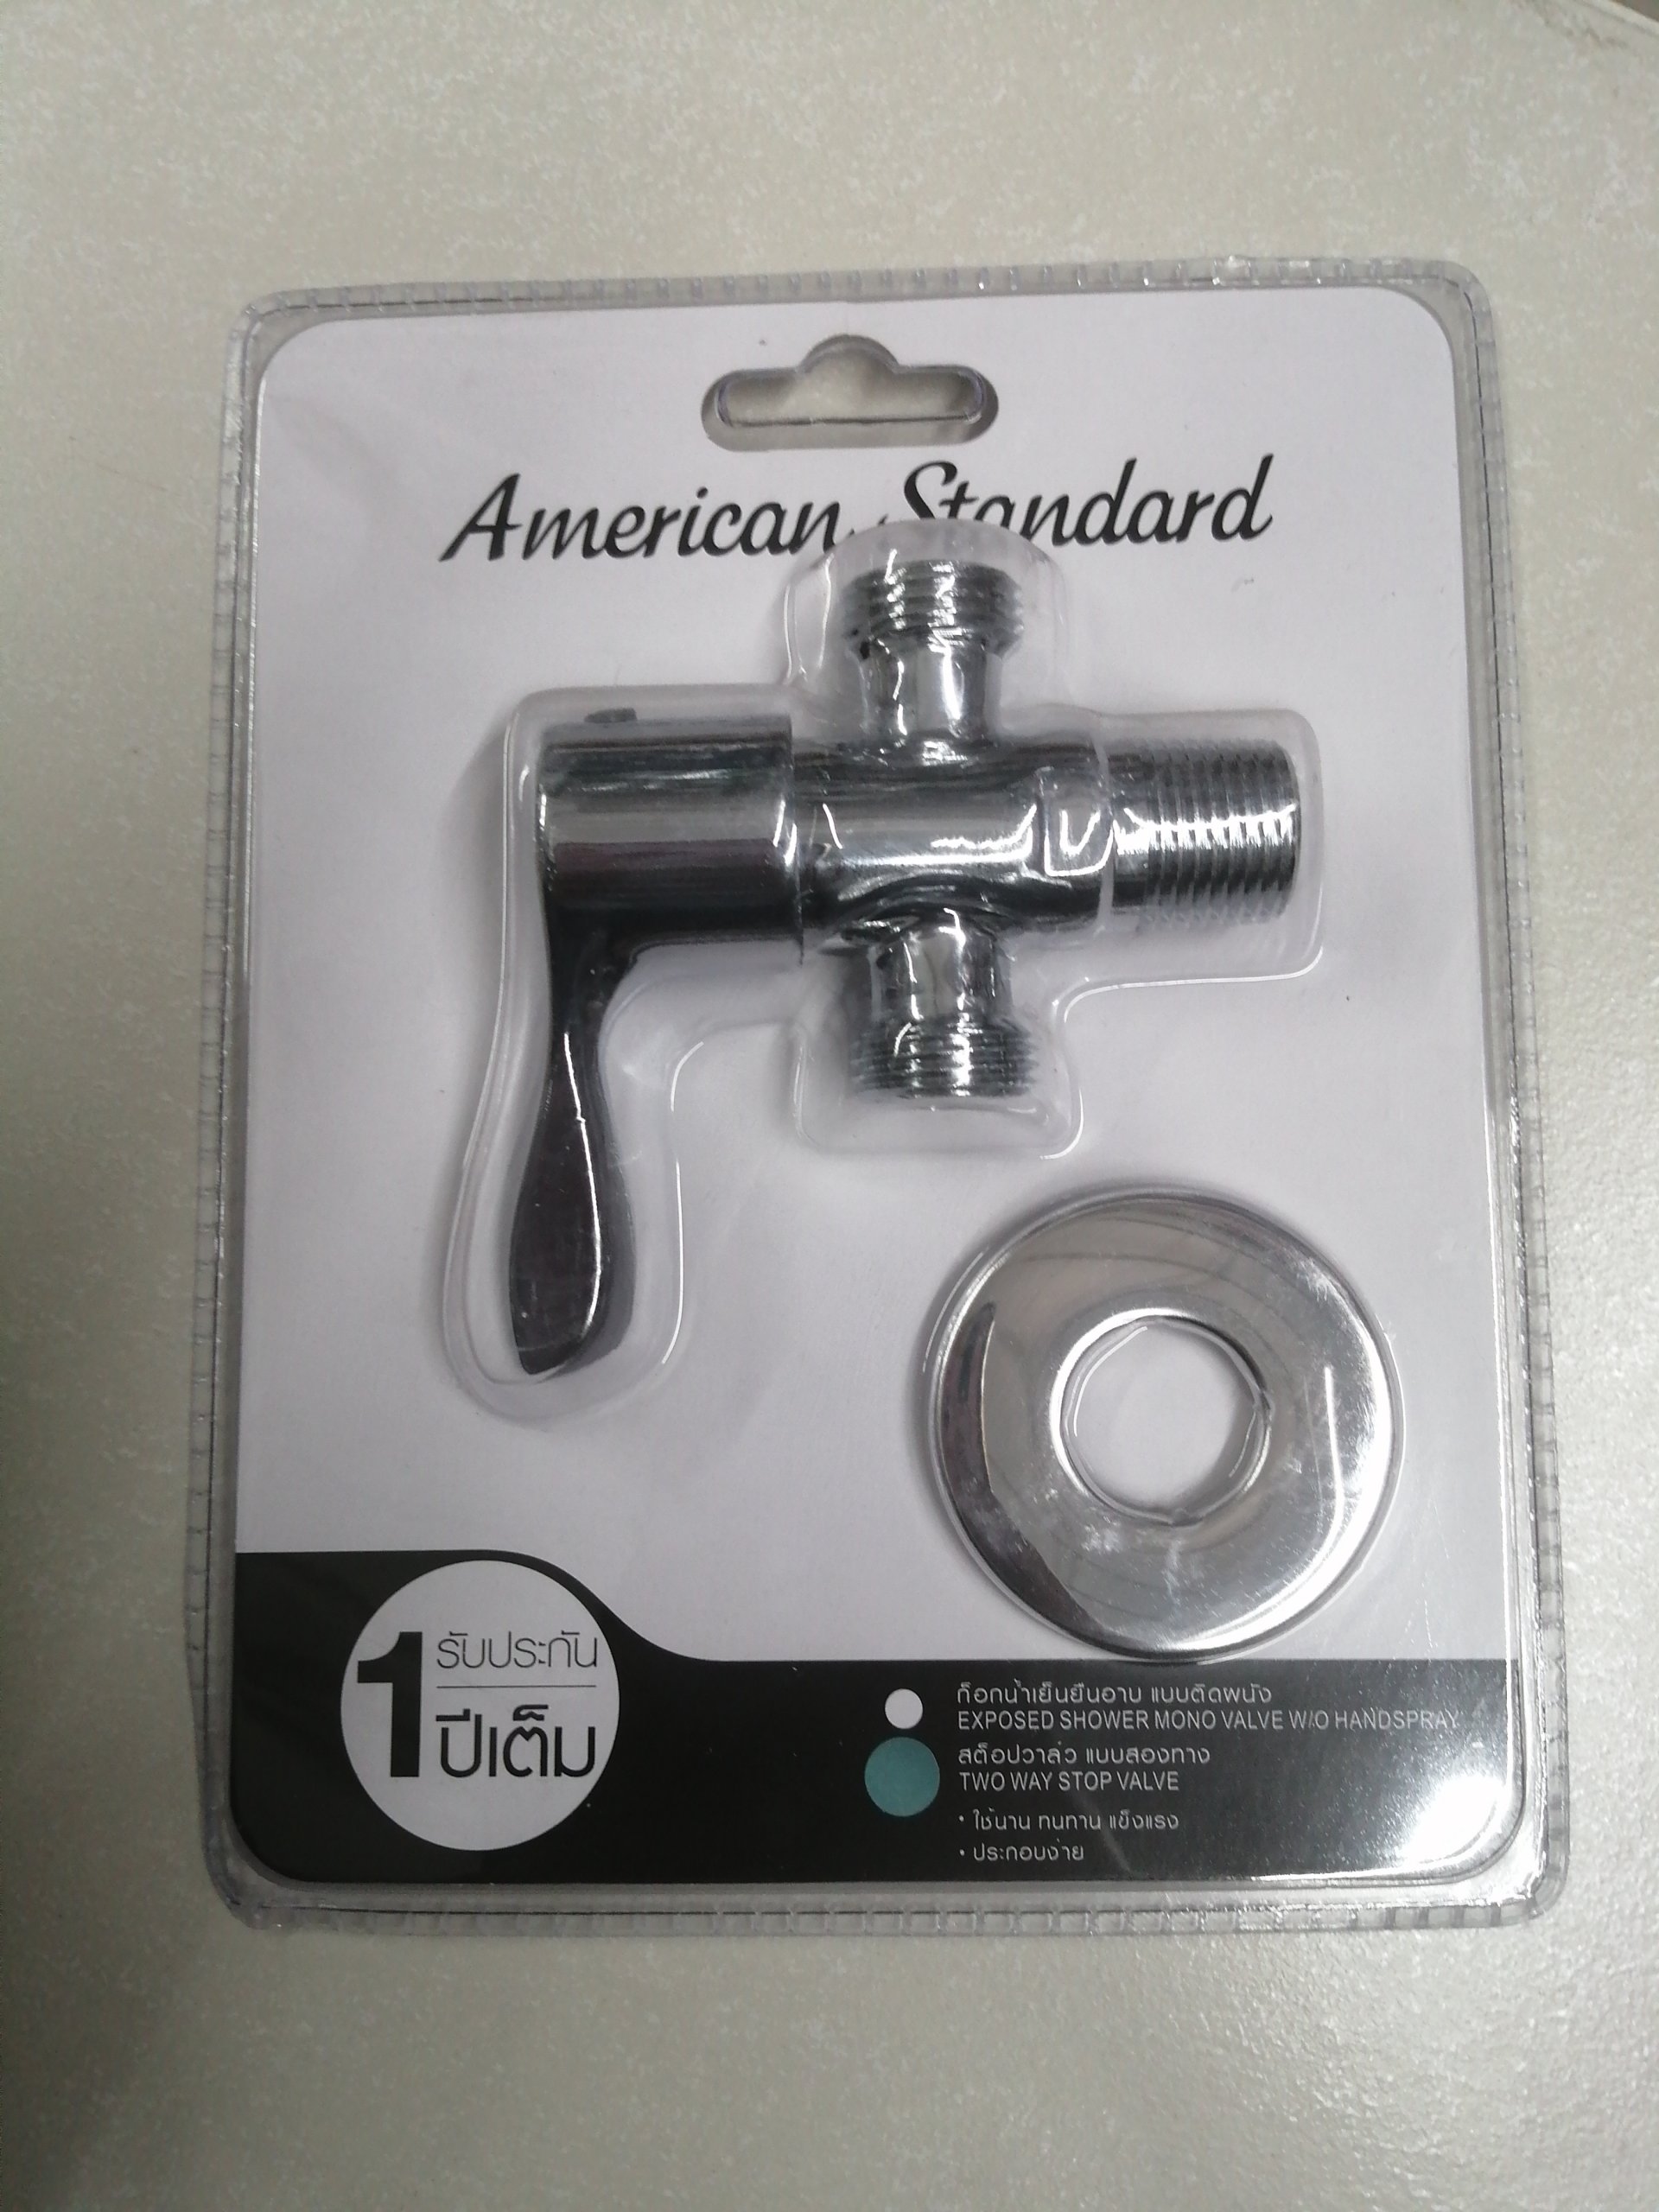 American Standard
1 รับประกัน
ปีเต็ม
ก็อกน้ำเย็นยืนอาบ แบบติดผนัง
EXPOSED SHOWER MONO VALVE W/O HANDSPRAY
สต็อปวาล์ว แบบสองทาง
TWO WAY STOP VALVE
• ใช้นาน ทนทาน แข็งแรง
• ประกอบง่าย